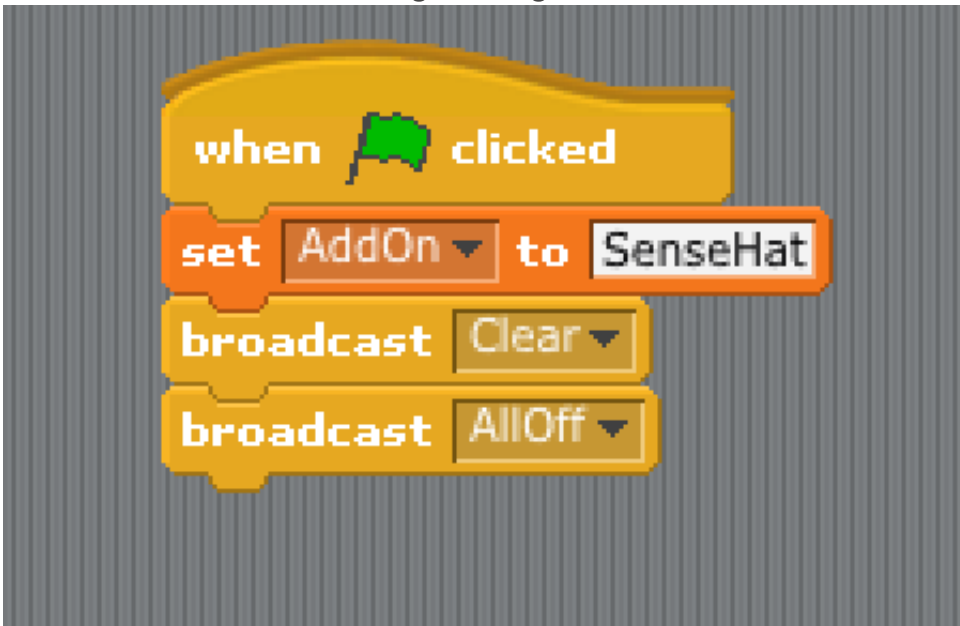 when clicked
set AddOn to SenseHat
broadcast Clear
broadcast AllOff